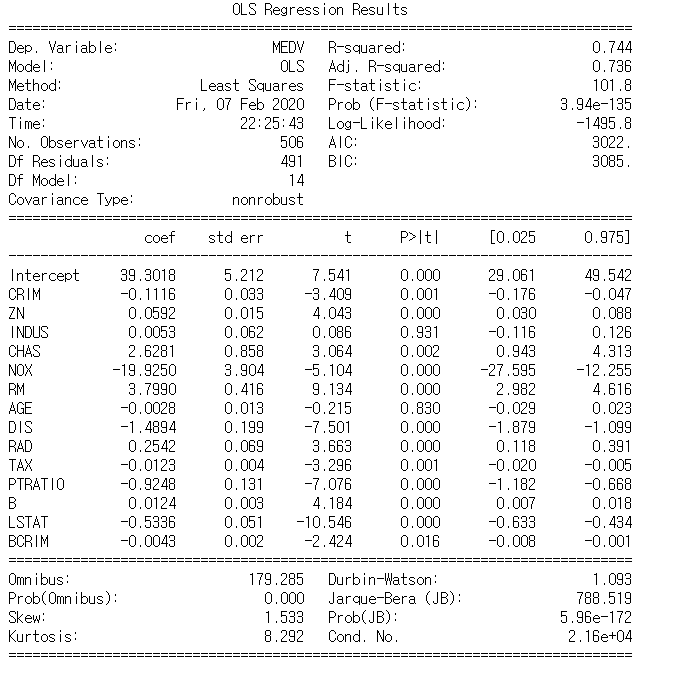 OLS Regression Results
==============================================================================
Dep. Variable: MEDV R-squared: 0.744
Model: OLS Adj. R-squared: 0.736
Method: Least Squares F-statistic: 101.8
Date: Fri, 07 Feb 2020 Prob (F-statistic): 3.94e-135
Time: 22:25:43 Log-Likelihood: -1495.8
No. Observations: 506 AIC: 3022.
Df Residuals: 491 BIC: 3085.
Df Model: 14
Covariance Type: nonrobust
==============================================================================
coef std err t P>|t| [0.025 0.975]
------------------------------------------------------------------------------
Intercept 39.3018 5.212 7.541 0.000 29.061 49.542
CRIM -0.1116 0.033 -3.409 0.001 -0.176 -0.047
ZN 0.0592 0.015 4.043 0.000 0.030 0.088
INDUS 0.0053 0.062 0.086 0.931 -0.116 0.126
CHAS 2.6281 0.858 3.064 0.002 0.943 4.313
NOX -19.9250 3.904 -5.104 0.000 -27.595 -12.255
RM 3.7990 0.416 9.134 0.000 2.982 4.616
AGE -0.0028 0.013 -0.215 0.830 -0.029 0.023
DIS -1.4894 0.199 -7.501 0.000 -1.879 -1.099
RAD 0.2542 0.069 3.663 0.000 0.118 0.391
TAX -0.0123 0.004 -3.296 0.001 -0.020 -0.005
PTRATIO -0.9248 0.131 -7.076 0.000 -1.182 -0.668
B 0.0124 0.003 4.184 0.000 0.007 0.018
LSTAT -0.5336 0.051 -10.546 0.000 -0.633 -0.434
BCRIM -0.0043 0.002 -2.424 0.016 -0.008 -0.001
==============================================================================
Omnibus: 179.285 Durbin-Watson: 1.093
Prob(Omnibus): 0.000 Jarque-Bera (JB): 788.519
Skew: 1.533 Prob(JB): 5.96e-172
Kurtosis: 8.292 Cond. No. 2.16e+04
==============================================================================